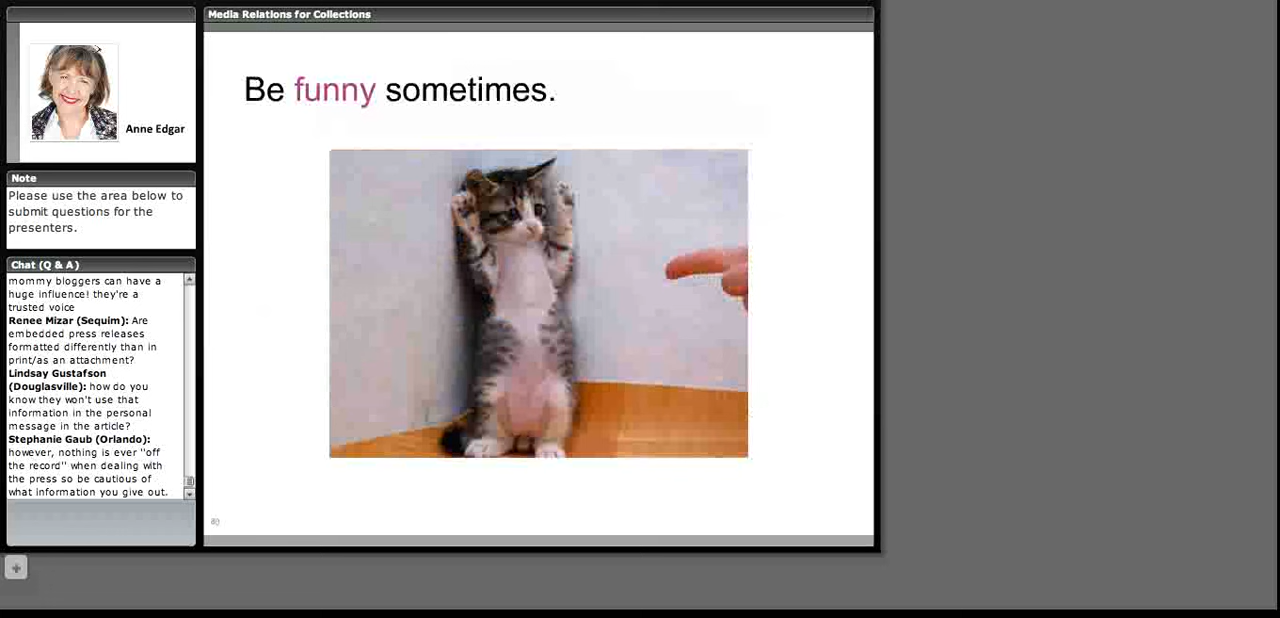 Media Relations for Collections
Anne Edgar
Be funny sometimes.
Note
Please use the area below to
submit questions for the
presenters.
Chat (Q & A)
mommy bloggers can have a
huge influence! they're a
trusted voice
Renee Mizar (Sequim): Are
embedded press releases
formatted differently than in
print/as an attachment?
Lindsay Gustafson
(Douglasville): how do you
know they won't use that
information in the personal
message in the article?
Stephanie Gaub (Orlando):
however, nothing is ever "off
the record" when dealing with
the press so be cautious of
what information you give out.